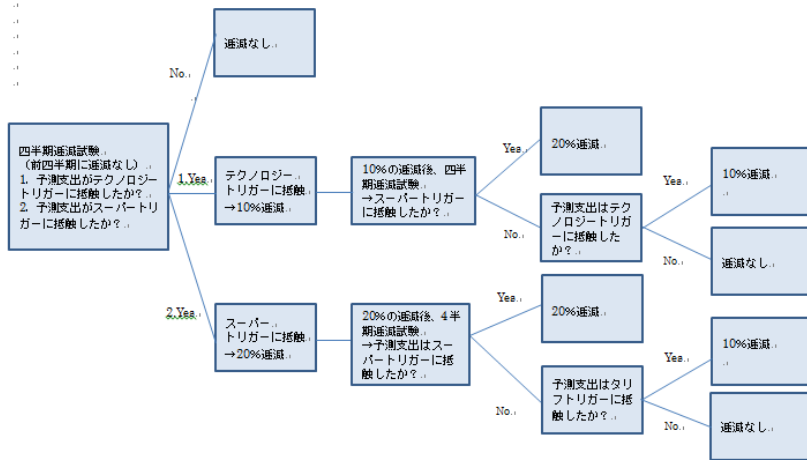 逓減なし
No.
四半期逓減試験
（前四半期に逓減なし）
1. 予測支出がテクノロジー
トリガーに抵触したか？
2. 予測支出がスーパートリ
ガーに抵触したか？
1.Yes
テクノロジー
トリガーに抵触
→10%逓減
10%の逓減後、四半
期逓減試験
→スーパートリガー
に抵触したか？
Yes
20%逓減
No.
予測支出はテク
ノロジートリガ
ーに抵触した
か？
Yes
10%逓減
No.
逓減なし
2.Yes
スーパー
トリガーに抵触
→20%逓減
20%の逓減後、4半
期逓減試験
→予測支出はスー
パートリガーに抵
触したか？
Yes
20%逓減
No.
予測支出はタリ
フトリガーに抵
触したか？
Yes
10%逓減
No.
逓減なし